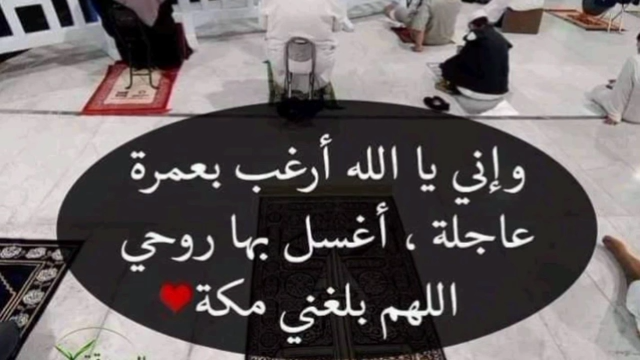 وإني يا الله أرغب بعمرة
عاجلة ، أغسل بها روحي
اللهم بلغني مكة❤